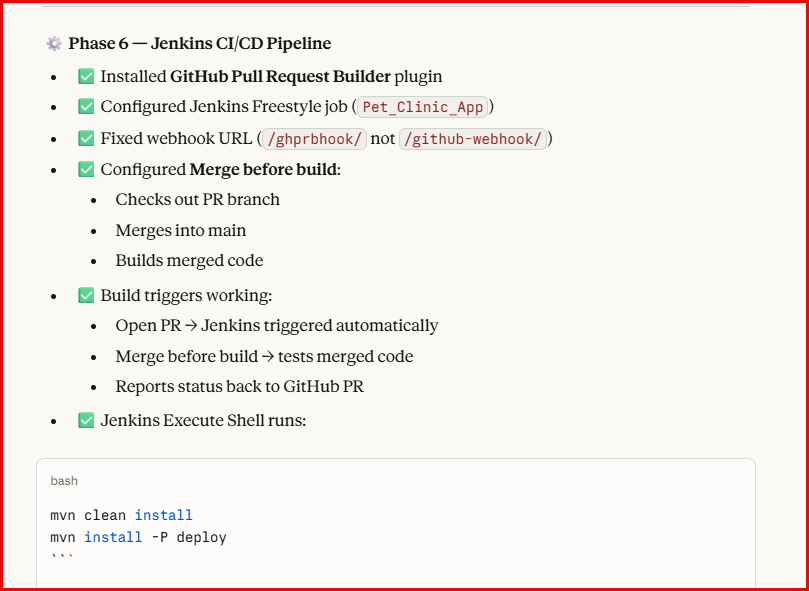 ⚙️ Phase 6 — Jenkins CI/CD Pipeline
• ✅ Installed GitHub Pull Request Builder plugin
• ✅ Configured Jenkins Freestyle job (Pet_Clinic_App)
• ✅ Fixed webhook URL (/ghprbhook/ not /github-webhook/)
• ✅ Configured Merge before build:
• Checks out PR branch
• Merges into main
• Builds merged code
• ✅ Build triggers working:
• Open PR → Jenkins triggered automatically
• Merge before build → tests merged code
• Reports status back to GitHub PR
• ✅ Jenkins Execute Shell runs:
bash
mvn clean install
mvn install -P deploy
```